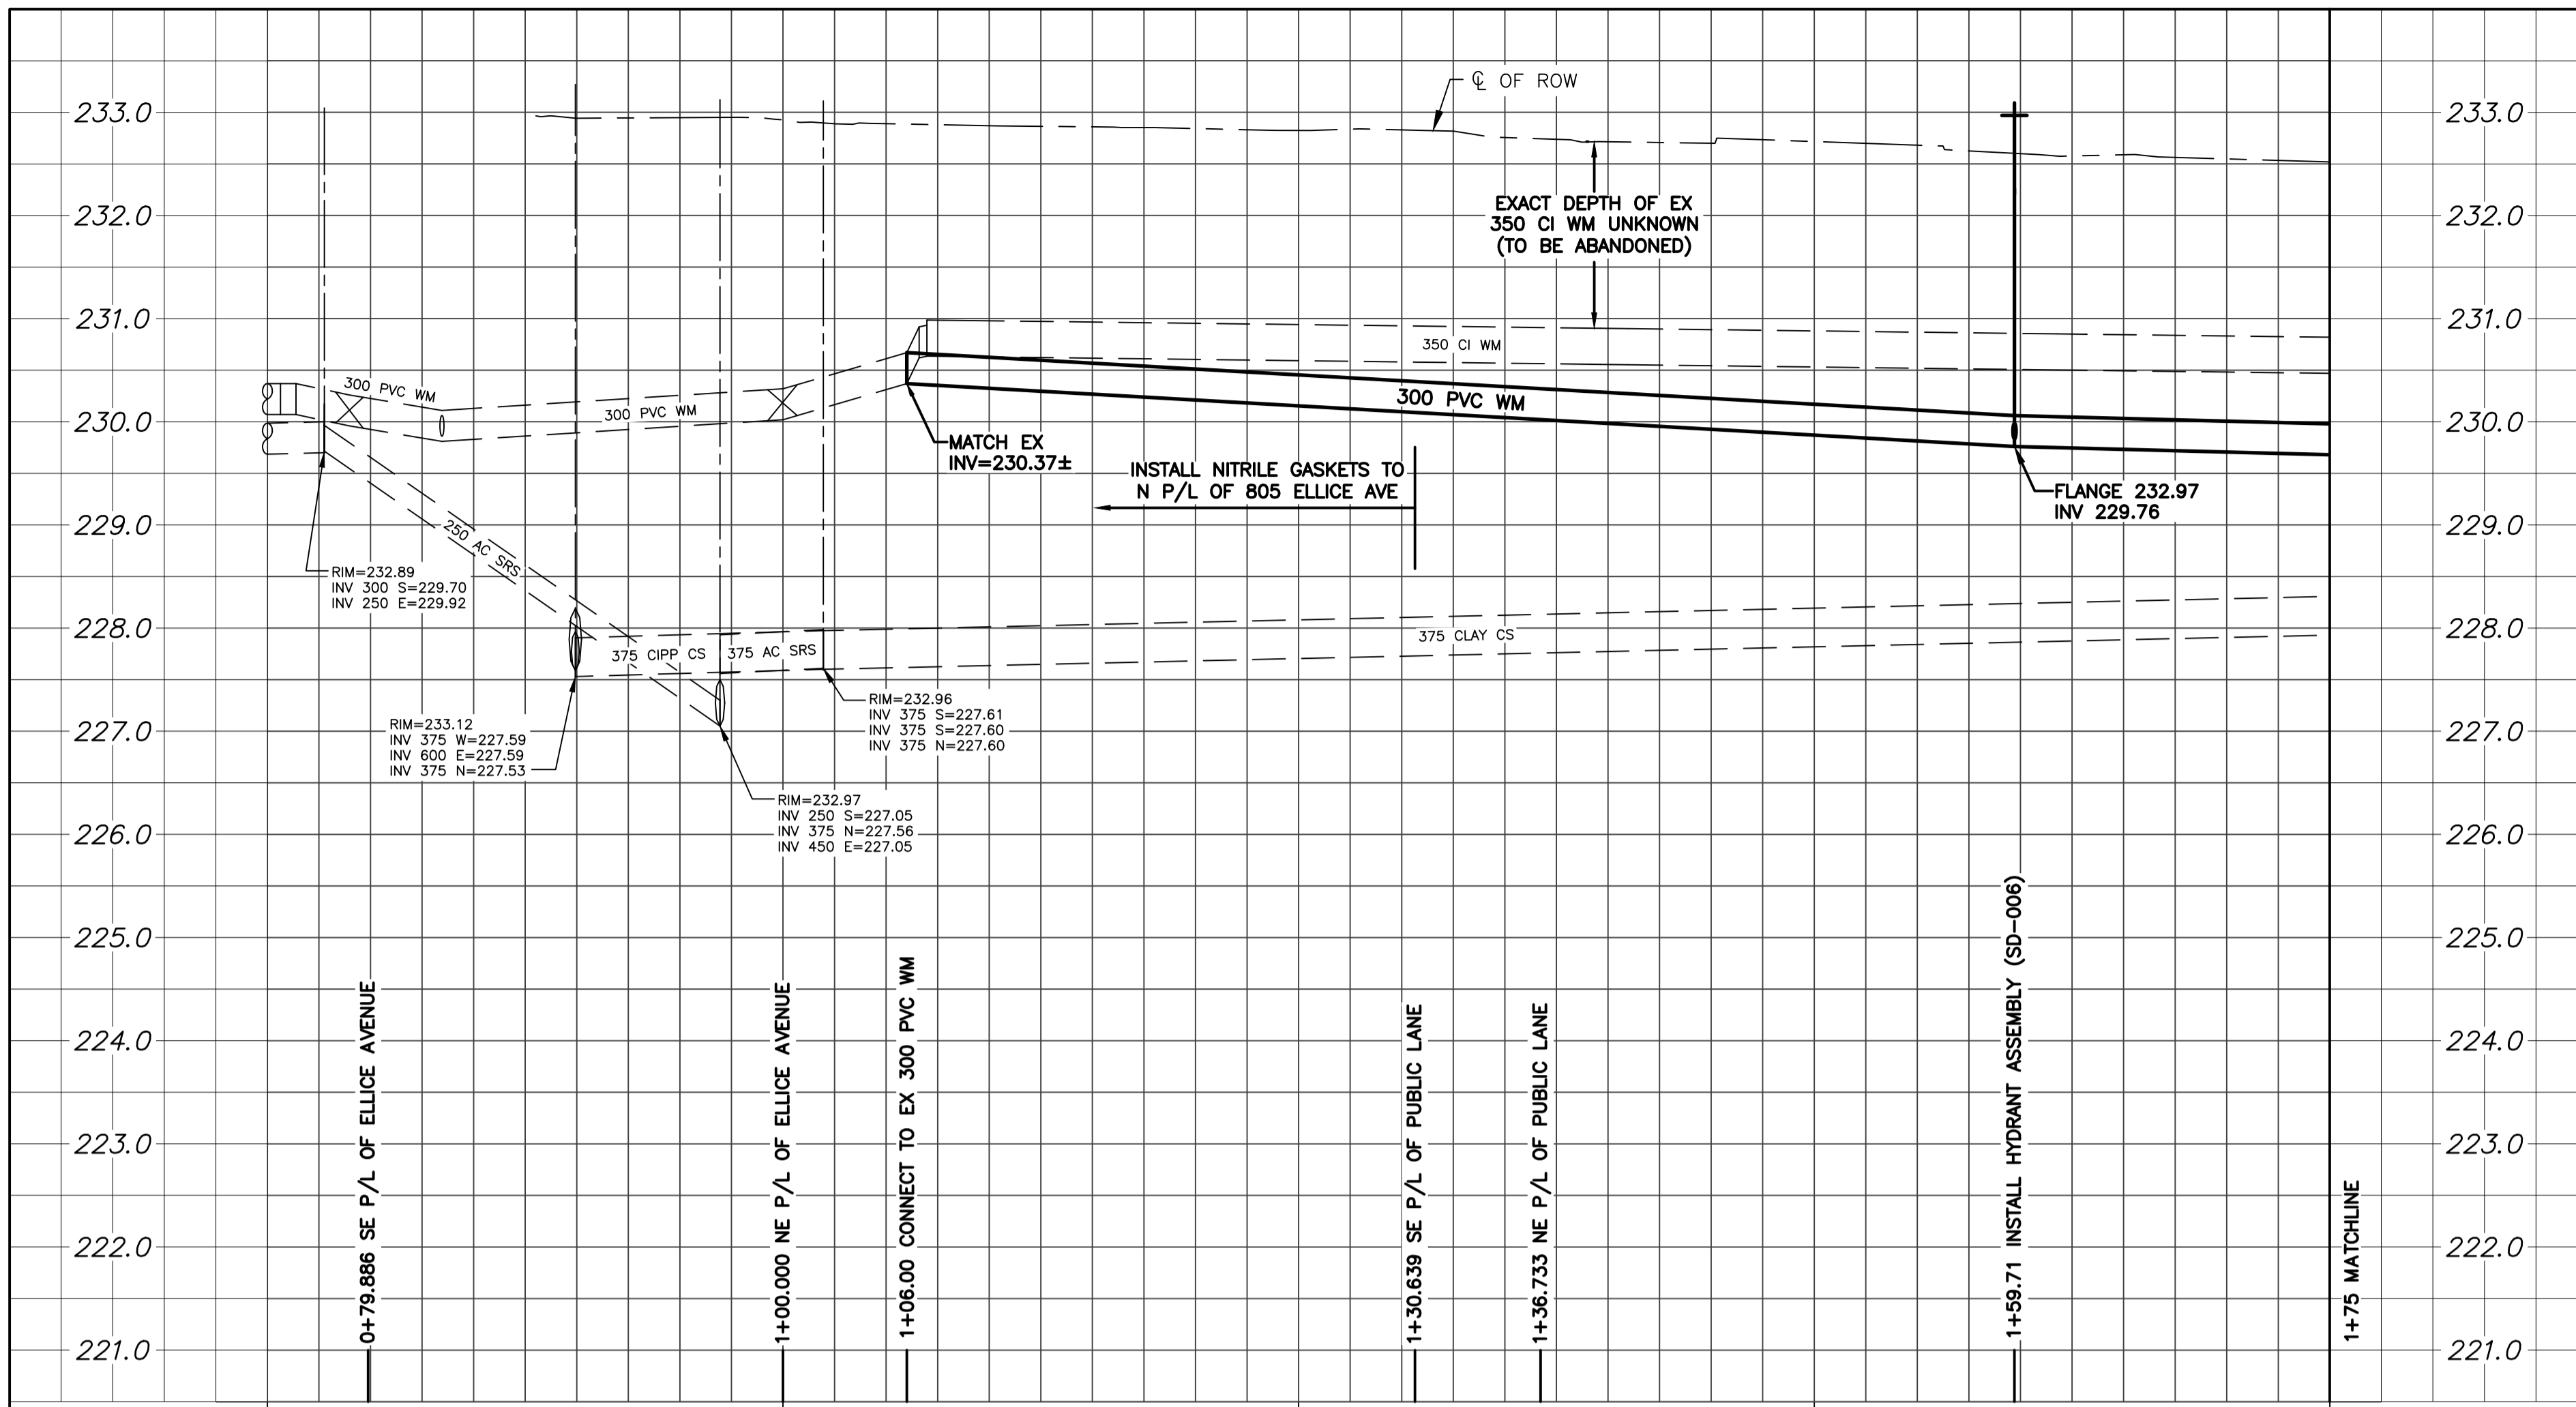 ℄ OF ROW
233.0
233.0
EXACT DEPTH OF EX
350 CI WM UNKNOWN
(TO BE ABANDONED)
232.0
232.0
231.0
231.0
350 CI WM
300 PVC WM
300 PVC WM
300 PVC WM
230.0
230.0
MATCH EX
INV=230.37±
INSTALL NITRILE GASKETS TO
N P/L OF 805 ELLICE AVE
FLANGE 232.97
INV 229.76
229.0
229.0
250 AC SRS
RIM=232.89
INV 300 S=229.70
INV 250 E=229.92
228.0
228.0
375 CIPP CS
375 AC SRS
375 CLAY CS
RIM=232.96
INV 375 S=227.61
INV 375 S=227.60
INV 375 N=227.60
RIM=233.12
INV 375 W=227.59
INV 600 E=227.59
INV 375 N=227.53
227.0
227.0
RIM=232.97
INV 250 S=227.05
INV 375 N=227.56
INV 450 E=227.05
226.0
226.0
225.0
225.0
224.0
224.0
223.0
223.0
222.0
222.0
221.0
221.0
0+79.886 SE P/L OF ELLICE AVENUE
1+00.000 NE P/L OF ELLICE AVENUE
1+06.00 CONNECT TO EX 300 PVC WM
1+30.639 SE P/L OF PUBLIC LANE
1+36.733 NE P/L OF PUBLIC LANE
1+59.71 INSTALL HYDRANT ASSEMBLY (SD-006)
1+75 MATCHLINE